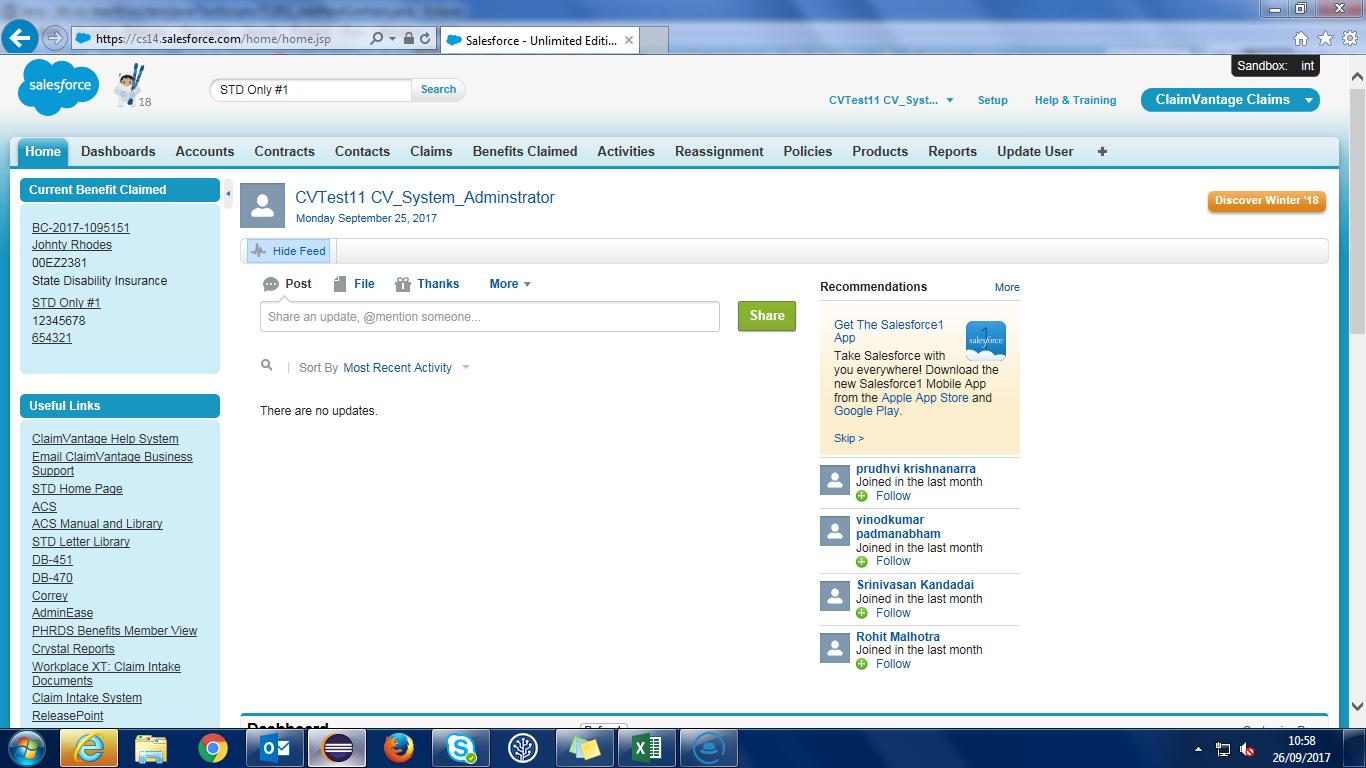 https://cs14.salesforce.com/home/home.jsp
Salesforce - Unlimited Editi...
Sandbox: int
salesforce
18
STD Only #1
Search
CVTest11 CV_Syst...
Setup
Help & Training
ClaimVantage Claims
Home
Dashboards
Accounts
Contracts
Contacts
Claims
Benefits Claimed
Activities
Reassignment
Policies
Products
Reports
Update User
Current Benefit Claimed
BC-2017-1095151
Johnty Rhodes
00EZ2381
State Disability Insurance
STD Only #1
12345678
654321
Useful Links
ClaimVantage Help System
Email ClaimVantage Business
Support
STD Home Page
ACS
ACS Manual and Library
STD Letter Library
DB-451
DB-470
Correy
AdminEase
PHRDS Benefits Member View
Crystal Reports
Workplace XT: Claim Intake
Documents
Claim Intake System
ReleasePoint
CVTest11 CV_System_Adminstrator
Monday September 25, 2017
Discover Winter '18
Hide Feed
Post
File
Thanks
More
Share an update, @mention someone...
Share
Sort By Most Recent Activity
There are no updates.
Recommendations
More
Get The Salesforce1
App
salesforce
1
Take Salesforce with
you everywhere! Download the
new Salesforce1 Mobile App
from the Apple App Store and
Google Play.
Skip >
prudhvi krishnanarra
Joined in the last month
Follow
vinodkumar
padmanabham
Joined in the last month
Follow
Srinivasan Kandadai
Joined in the last month
Follow
Rohit Malhotra
Joined in the last month
Follow
Dashboard
10:58
26/09/2017